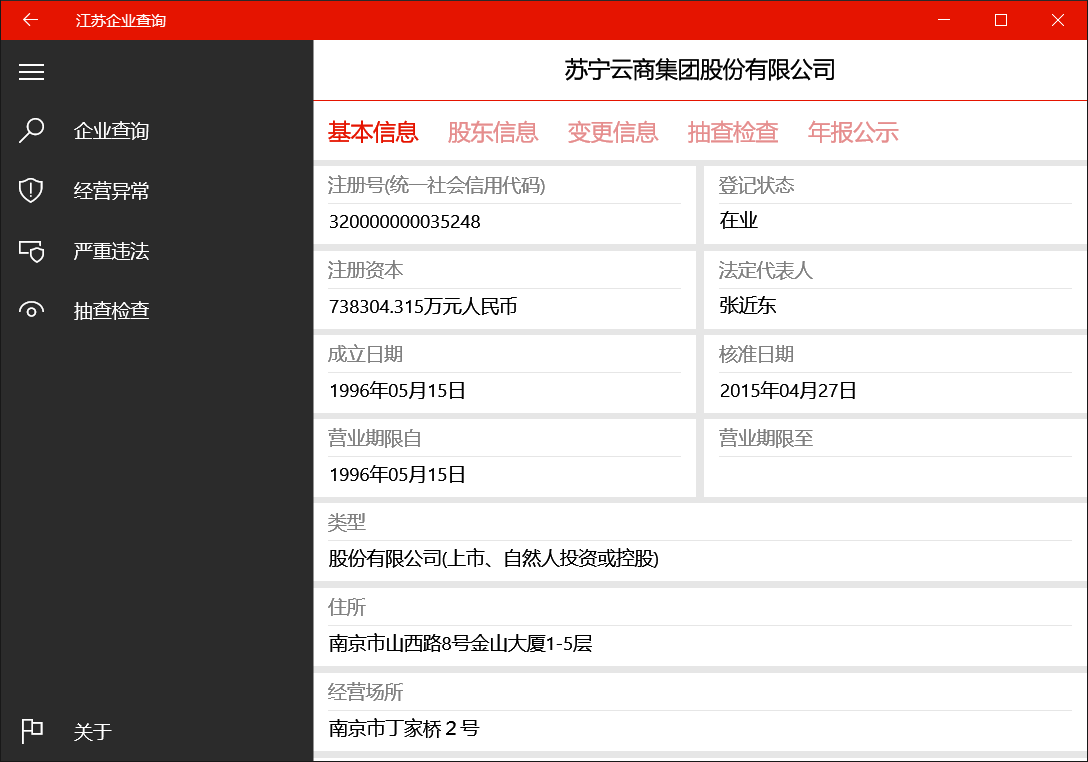 江苏企业查询
企业查询
经营异常
严重违法
抽查检查
关于
苏宁云商集团股份有限公司
基本信息 股东信息 变更信息 抽查检查 年报公示
注册号(统一社会信用代码)
320000000035248
登记状态
在业
注册资本
738304.315万元人民币
法定代表人
张近东
成立日期
1996年05月15日
核准日期
2015年04月27日
营业期限自
1996年05月15日
营业期限至
类型
股份有限公司(上市、自然人投资或控股)
住所
南京市山西路8号金山大厦1-5层
经营场所
南京市丁家桥２号